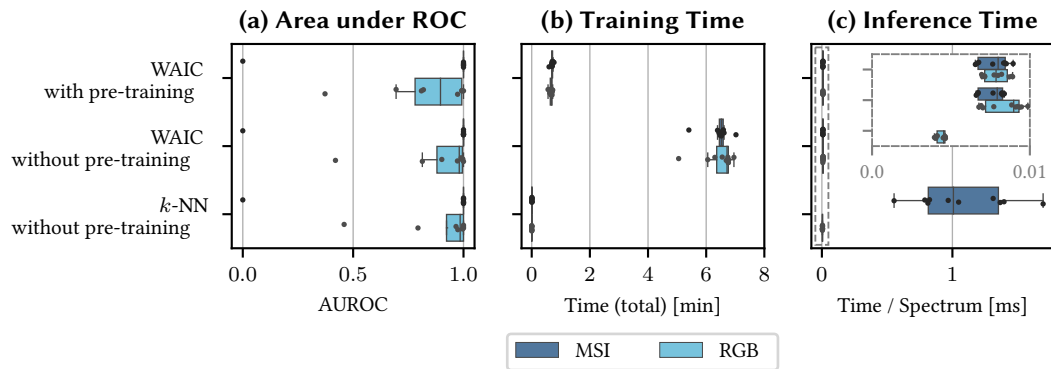 (a) Area under ROC
(b) Training Time
(c) Inference Time
WAIC
with pre-training
WAIC
without pre-training
k-NN
without pre-training
0.0
0.01
0.0
0.5
1.0
0
2
4
6
8
0
1
AUROC
Time (total) [min]
Time / Spectrum [ms]
MSI
RGB